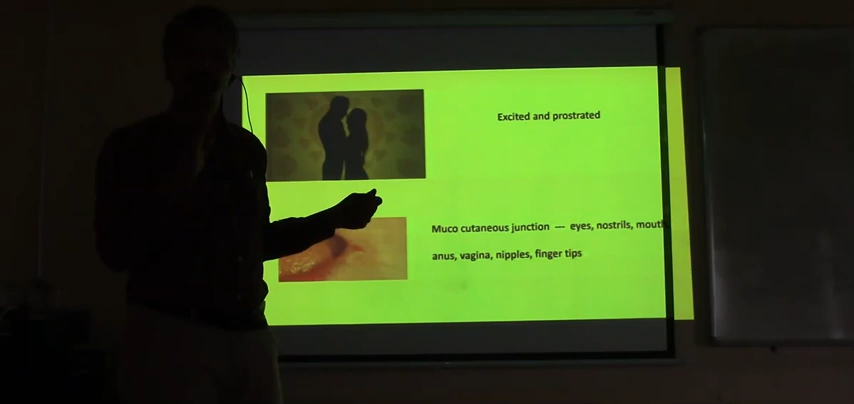 Excited and prostrated
Muco cutaneous junction — eyes, nostrils, mouth
anus, vagina, nipples, finger tips